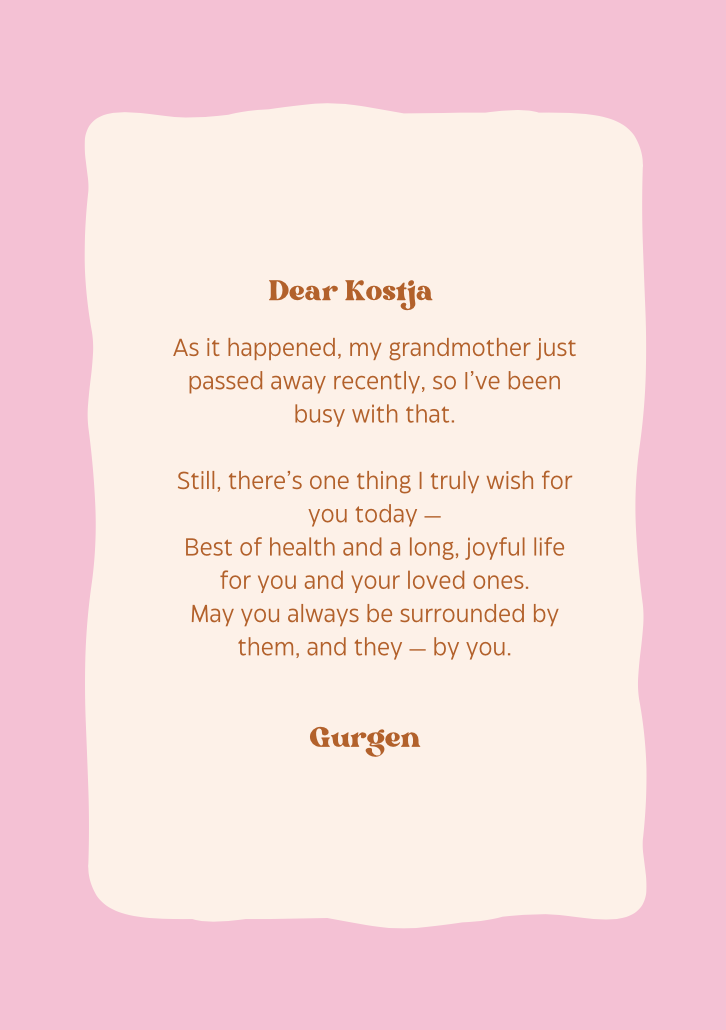 Dear Kostja
As it happened, my grandmother just
passed away recently, so I’ve been
busy with that.
Still, there’s one thing I truly wish for
you today —
Best of health and a long, joyful life
for you and your loved ones.
May you always be surrounded by
them, and they — by you.
Gurgen